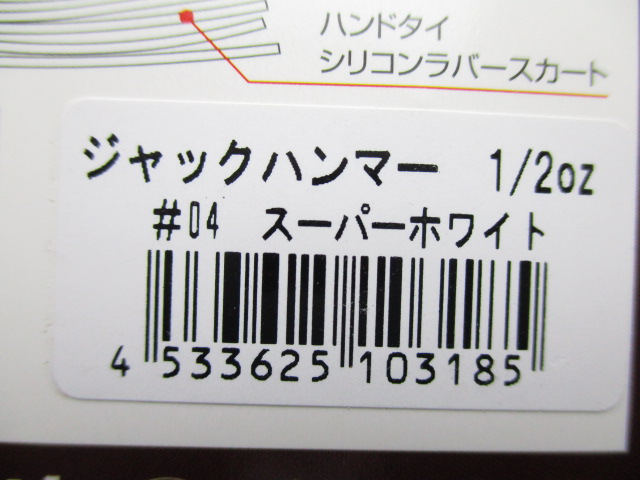 ハンドタイ
シリコンラバースカート
ジャックハンマー 1/2oz
#04 スーパーホワイト
4 533625 103185